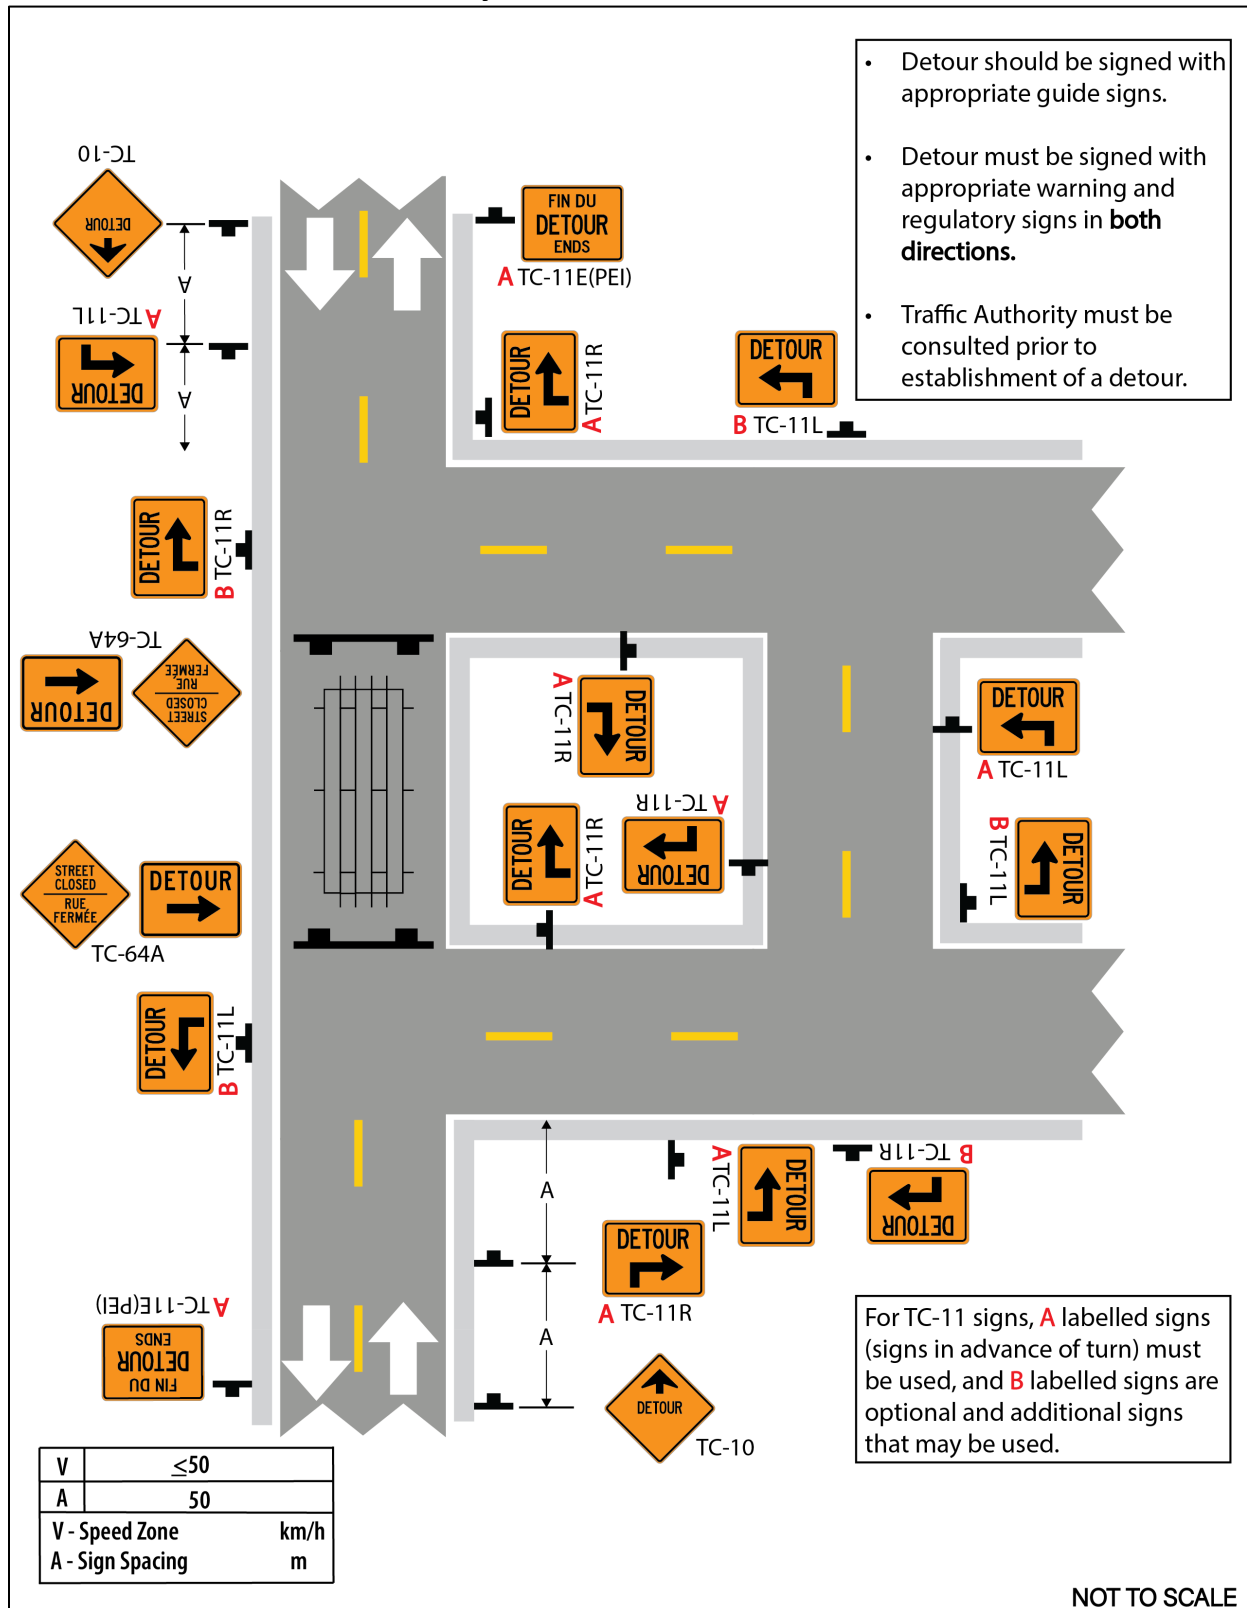 • Detour should be signed with
appropriate guide signs.
• Detour must be signed with
appropriate warning and
regulatory signs in both
directions.
• Traffic Authority must be
consulted prior to
establishment of a detour.
TC-10
DETOUR
A
A TC-11L
DETOUR
A
FIN DU
DETOUR
ENDS
A TC-11E(PEI)
DETOUR
A TC-11R
DETOUR
B TC-11L
DETOUR
B TC-11R
TC-64A
DETOUR
STREET
CLOSED
RUE
FERMÉE
A TC-11R
DETOUR
DETOUR
A TC-11L
DETOUR
A TC-11R
A TC-11R
DETOUR
B TC-11L
DETOUR
STREET
CLOSED
RUE
FERMÉE
DETOUR
TC-64A
DETOUR
B TC-11L
A
A TC-11L
DETOUR
B TC-11R
DETOUR
DETOUR
A TC-11R
A
A TC-11E(PEI)
FIN DU
DETOUR
ENDS
DETOUR
TC-10
For TC-11 signs, A labelled signs
(signs in advance of turn) must
be used, and B labelled signs are
optional and additional signs
that may be used.
V ≤50
A 50
V - Speed Zone km/h
A - Sign Spacing m
NOT TO SCALE